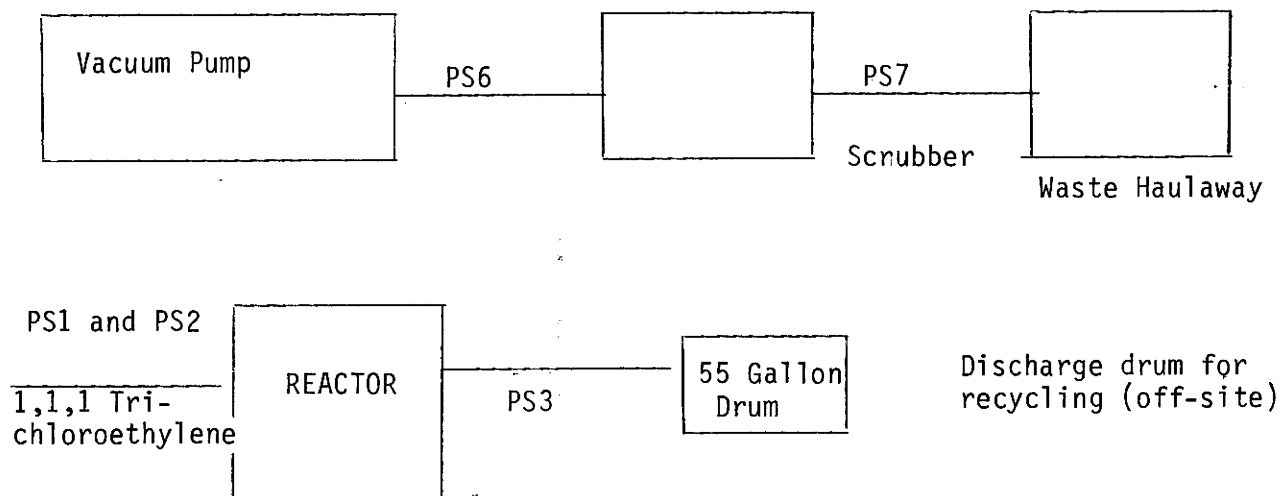 Vacuum Pump
PS6
PS7
Scrubber
Waste Haulaway
PS1 and PS2
1,1,1 Tri-
chloroethylene
REACTOR
PS3
55 Gallon
Drum
Discharge drum for
recycling (off-site)